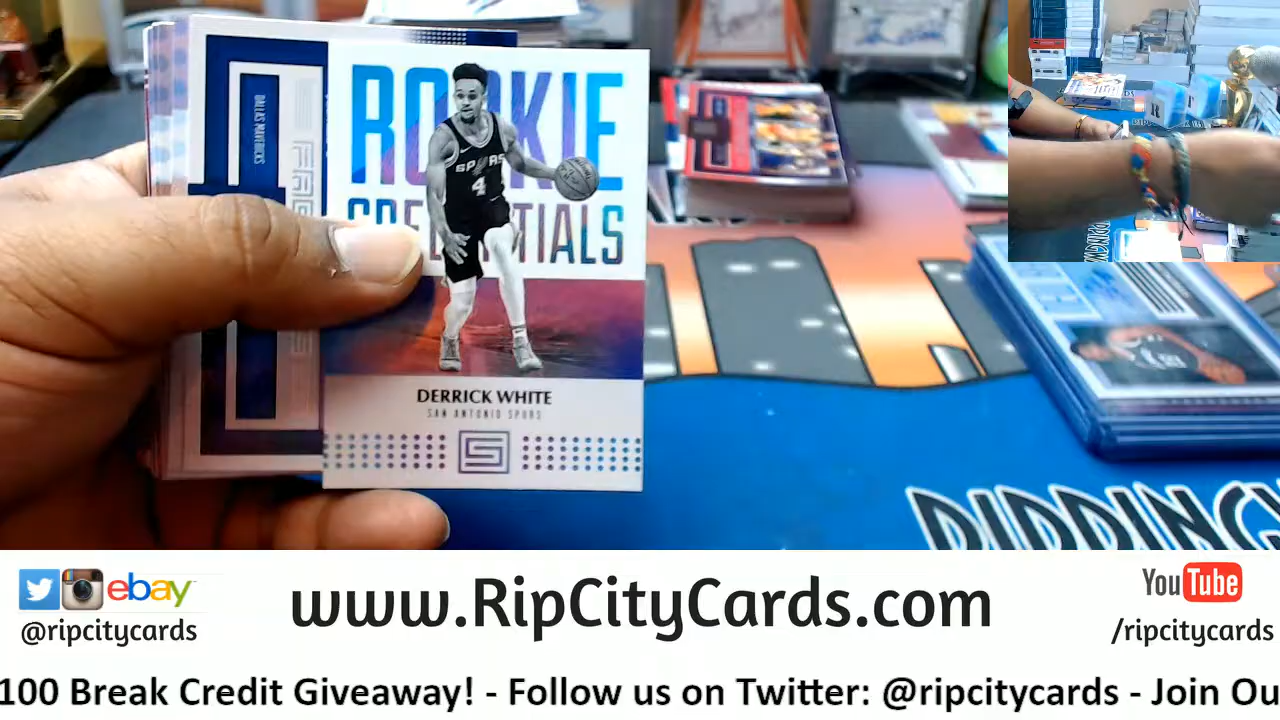 ROOKIE
CREDENTIALS
SPURS
4
DERRICK WHITE
SAN ANTONIO SPURS
DALLAS MAVERICKS
ebay
@ripcitycards
www.RipCityCards.com
YouTube
/ripcitycards
100 Break Credit Giveaway! - Follow us on Twitter: @ripcitycards - Join Ou